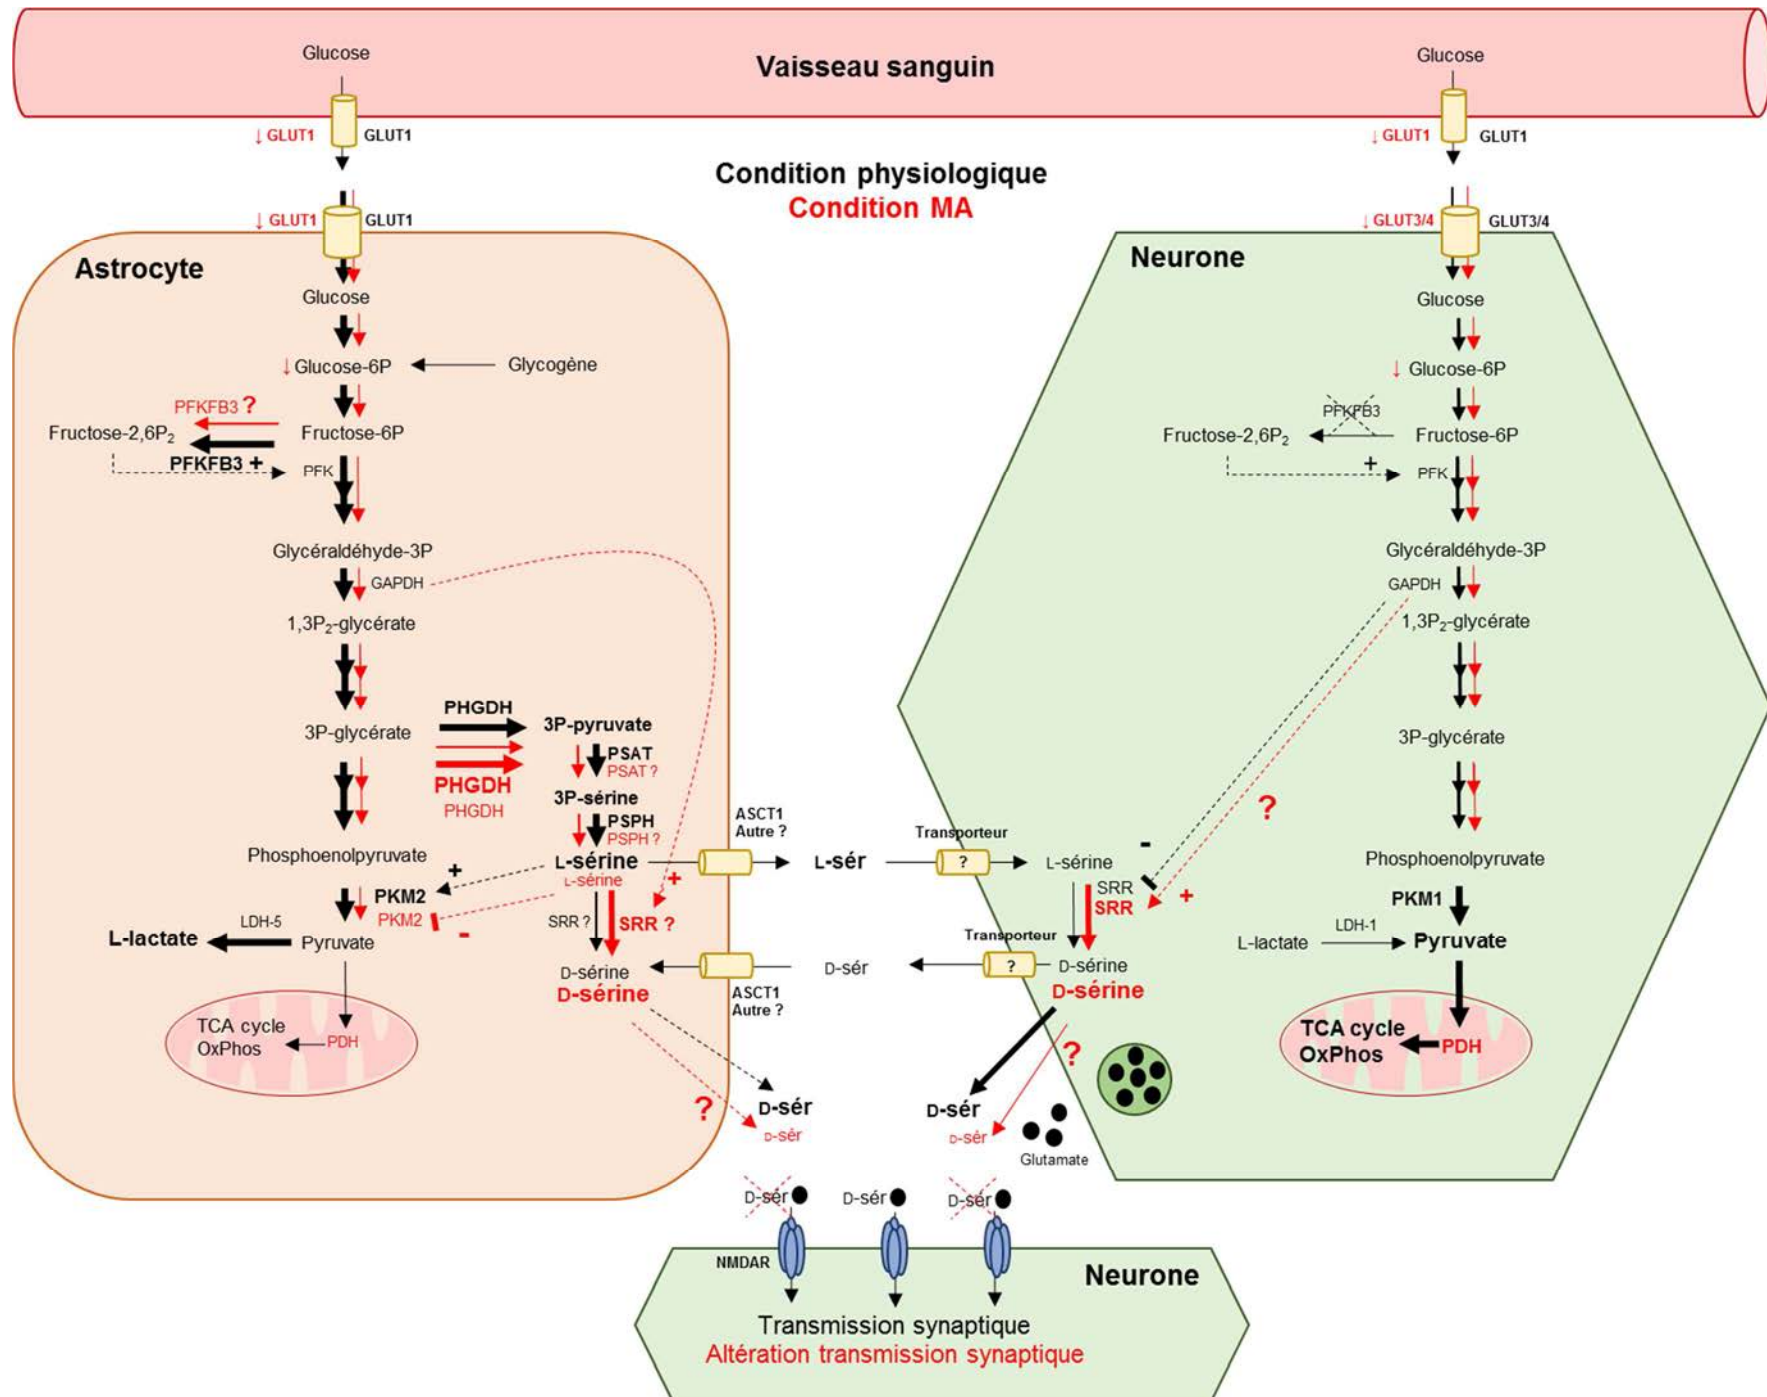 Vaisseau sanguin
Glucose
↓ GLUT1
GLUT1
Glucose
↓ GLUT1
GLUT1
Condition physiologique
Condition MA
↓ GLUT1
GLUT1
Astrocyte
Glucose
↓ Glucose-6P
Glycogène
PFKFB3 ?
Fructose-2,6P₂
Fructose-6P
PFKFB3 +
PFK
Glycéraldéhyde-3P
GAPDH
1,3P₂-glycérate
3P-glycérate
PHGDH
PHGDH
PHGDH
3P-pyruvate
PSAT
PSAT ?
3P-sérine
PSPH
PSPH ?
L-sérine
L-sérine
Phosphoenolpyruvate
+
PKM2
PKM2
-
LDH-5
L-lactate
Pyruvate
SRR ?
SRR ?
+
D-sérine
D-sérine
TCA cycle
OxPhos
PDH
ASCT1
Autre ?
L-sér
Transporteur
?
ASCT1
Autre ?
D-sér
Transporteur
?
↓ GLUT3/4
GLUT3/4
Neurone
Glucose
↓ Glucose-6P
PFKFB3
Fructose-2,6P₂
Fructose-6P
+
PFK
Glycéraldéhyde-3P
GAPDH
1,3P₂-glycérate
3P-glycérate
?
Phosphoenolpyruvate
PKM1
L-lactate
LDH-1
Pyruvate
TCA cycle
OxPhos
PDH
L-sérine
-
SRR
SRR
+
D-sérine
D-sérine
?
?
D-sér
D-sér
D-sér
D-sér
Glutamate
D-sér
D-sér
D-sér
NMDAR
Neurone
Transmission synaptique
Altération transmission synaptique